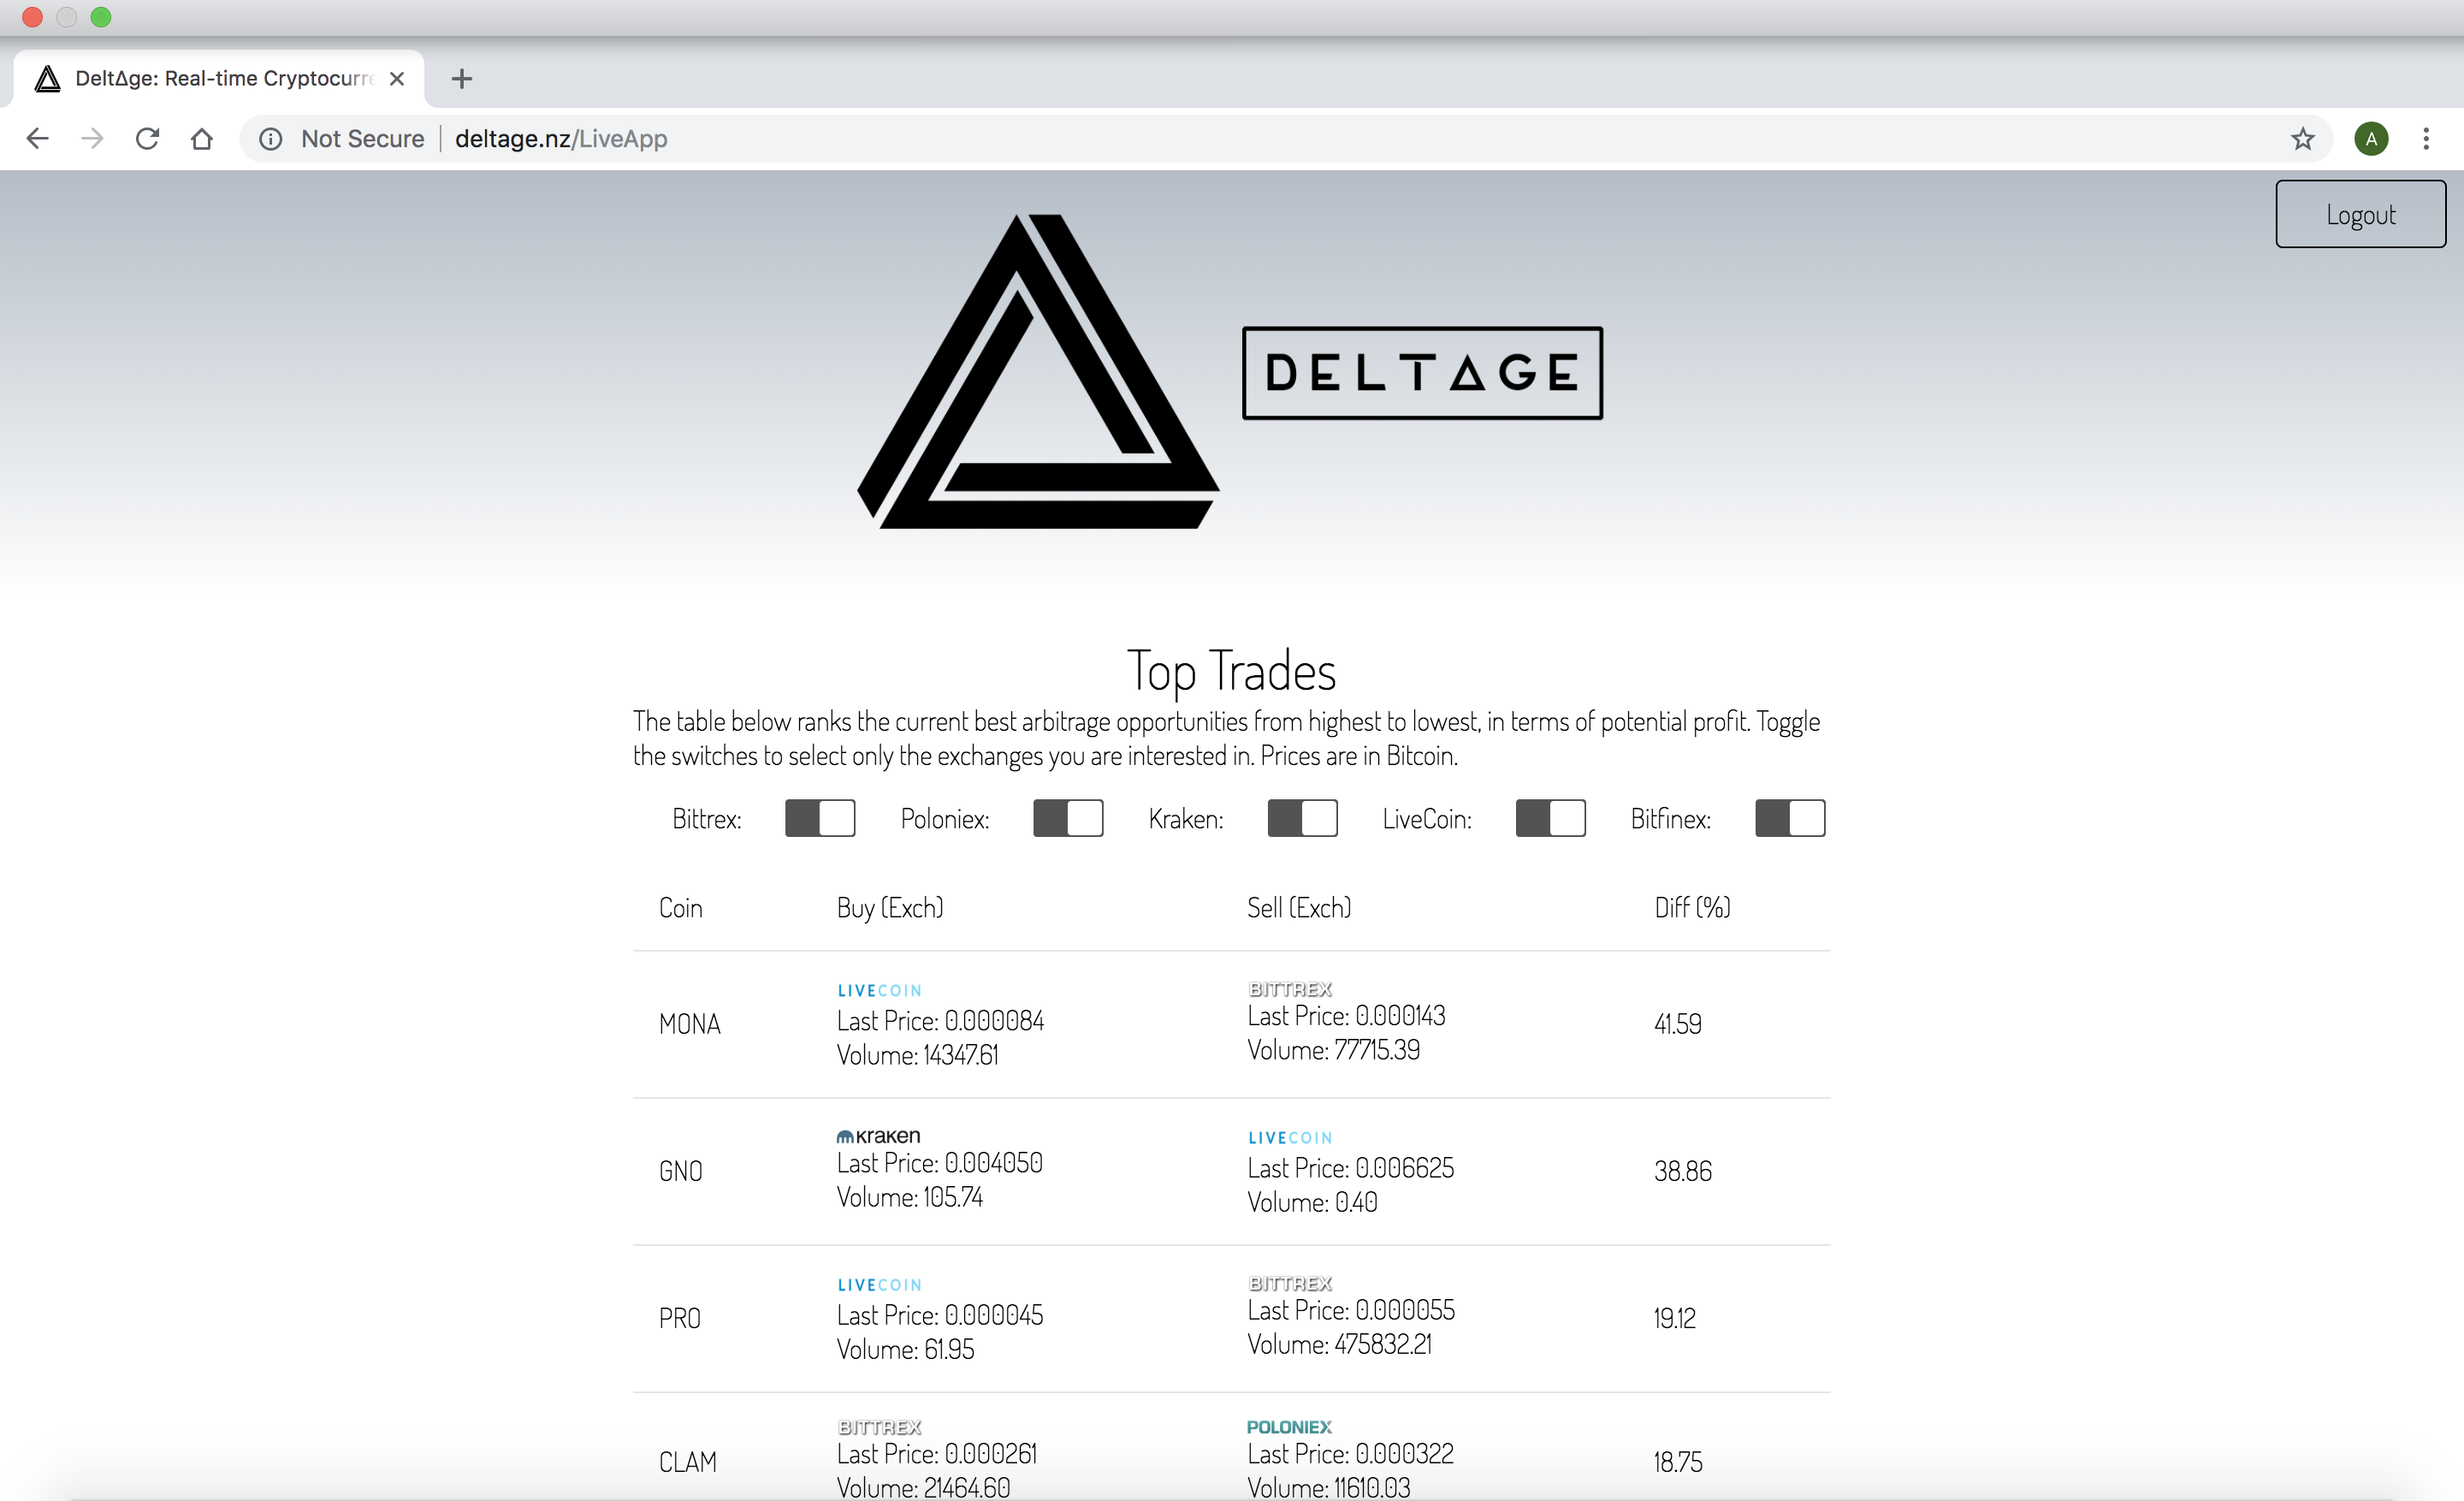 DeltΔge: Real-time Cryptocurre
Not Secure | deltage.nz/LiveApp
A
Logout
DELTΔGE
Top Trades
The table below ranks the current best arbitrage opportunities from highest to lowest, in terms of potential profit. Toggle
the switches to select only the exchanges you are interested in. Prices are in Bitcoin.
Bittrex: Poloniex: Kraken: LiveCoin: Bitfinex:
Coin Buy (Exch) Sell (Exch) Diff (%)
LIVECOIN BITTREX
Last Price: 0.000084 Last Price: 0.000143
MONA 41.59
Volume: 14347.61 Volume: 77715.39
kraken LIVECOIN
Last Price: 0.004050 Last Price: 0.006625
GNO 38.86
Volume: 105.74 Volume: 0.40
LIVECOIN BITTREX
Last Price: 0.000045 Last Price: 0.000055
PRO 19.12
Volume: 61.95 Volume: 475832.21
BITTREX POLONIEX
Last Price: 0.000261 Last Price: 0.000322
CLAM 18.75
Volume: 21464.60 Volume: 11610.03